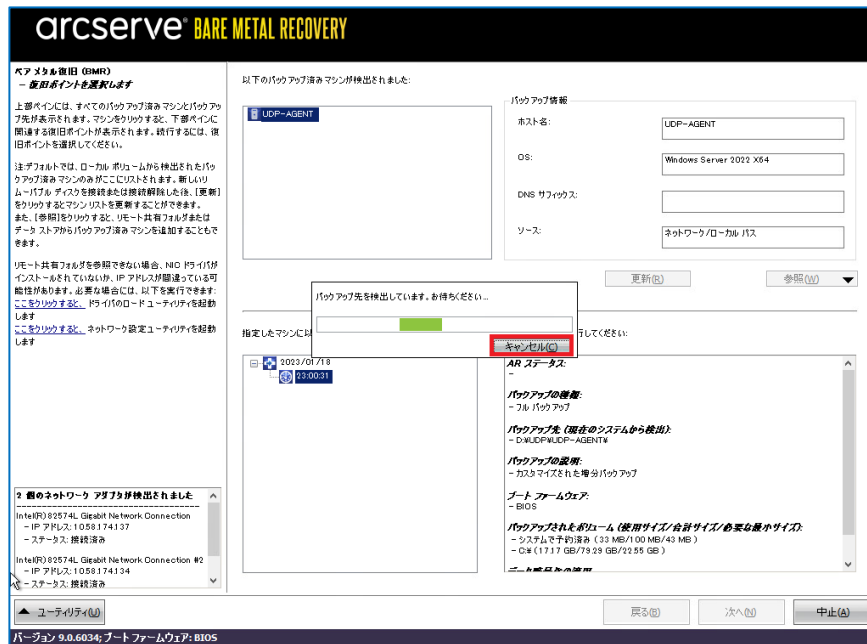 arcserve® BARE METAL RECOVERY
ベア メタル復旧 (BMR)
- 復旧ポイントを選択します
上部ペインには、すべてのバックアップ済みマシンとバックアッ
プ先が表示されます。マシンをクリックすると、下部ペインに
関連する復旧ポイントが表示されます。続行するには、復
旧ポイントを選択してください。
注:デフォルトでは、ローカル ボリュームから検出されたバッ
クアップ済みマシンのみがここにリストされます。新しいリ
ムーバブル ディスクを接続または接続解除した後、[更新]
をクリックするとマシン リストを更新することができます。
また、[参照]をクリックすると、リモート共有フォルダまたは
データ ストアからバックアップ済みマシンを追加することもで
きます。
リモート共有フォルダを参照できない場合、NIC ドライバが
インストールされていないか、IP アドレスが間違っている可
能性があります。必要な場合には、以下を実行できます:
ここをクリックすると、ドライバのロード ユーティリティを起動
します
ここをクリックすると、ネットワーク設定ユーティリティを起動
します
2 個のネットワーク アダプタが検出されました
Intel(R) 82574L Gigabit Network Connection
- IP アドレス: 10.58.174.137
- ステータス: 接続済み
Intel(R) 82574L Gigabit Network Connection #2
- IP アドレス: 10.58.174.134
- ステータス: 接続済み
以下のバックアップ済みマシンが検出されました:
UDP-AGENT
バックアップ情報
ホスト名: UDP-AGENT
OS: Windows Server 2022 X64
DNS サフィックス:
ソース: ネットワーク/ローカル パス
更新(R) 参照(W)
バックアップ先を検出しています。お待ちください...
キャンセル(C)
指定したマシンに以 行してください:
2023/01/18
23:00:31
AR ステータス:
-
バックアップの種類:
- フル バックアップ
バックアップ先 (現在のシステムから検出):
- D:¥UDP¥UDP-AGENT¥
バックアップの説明:
- カスタマイズされた増分バックアップ
ブート ファームウェア:
- BIOS
バックアップされたボリューム (使用サイズ/合計サイズ/必要な最小サイズ):
- システムで予約済み (33 MB/100 MB/43 MB )
- C:¥ (17.17 GB/79.29 GB/22.55 GB )
ユーティリティ(U) 戻る(B) 次へ(N) 中止(A)
バージョン 9.0.6034; ブート ファームウェア: BIOS